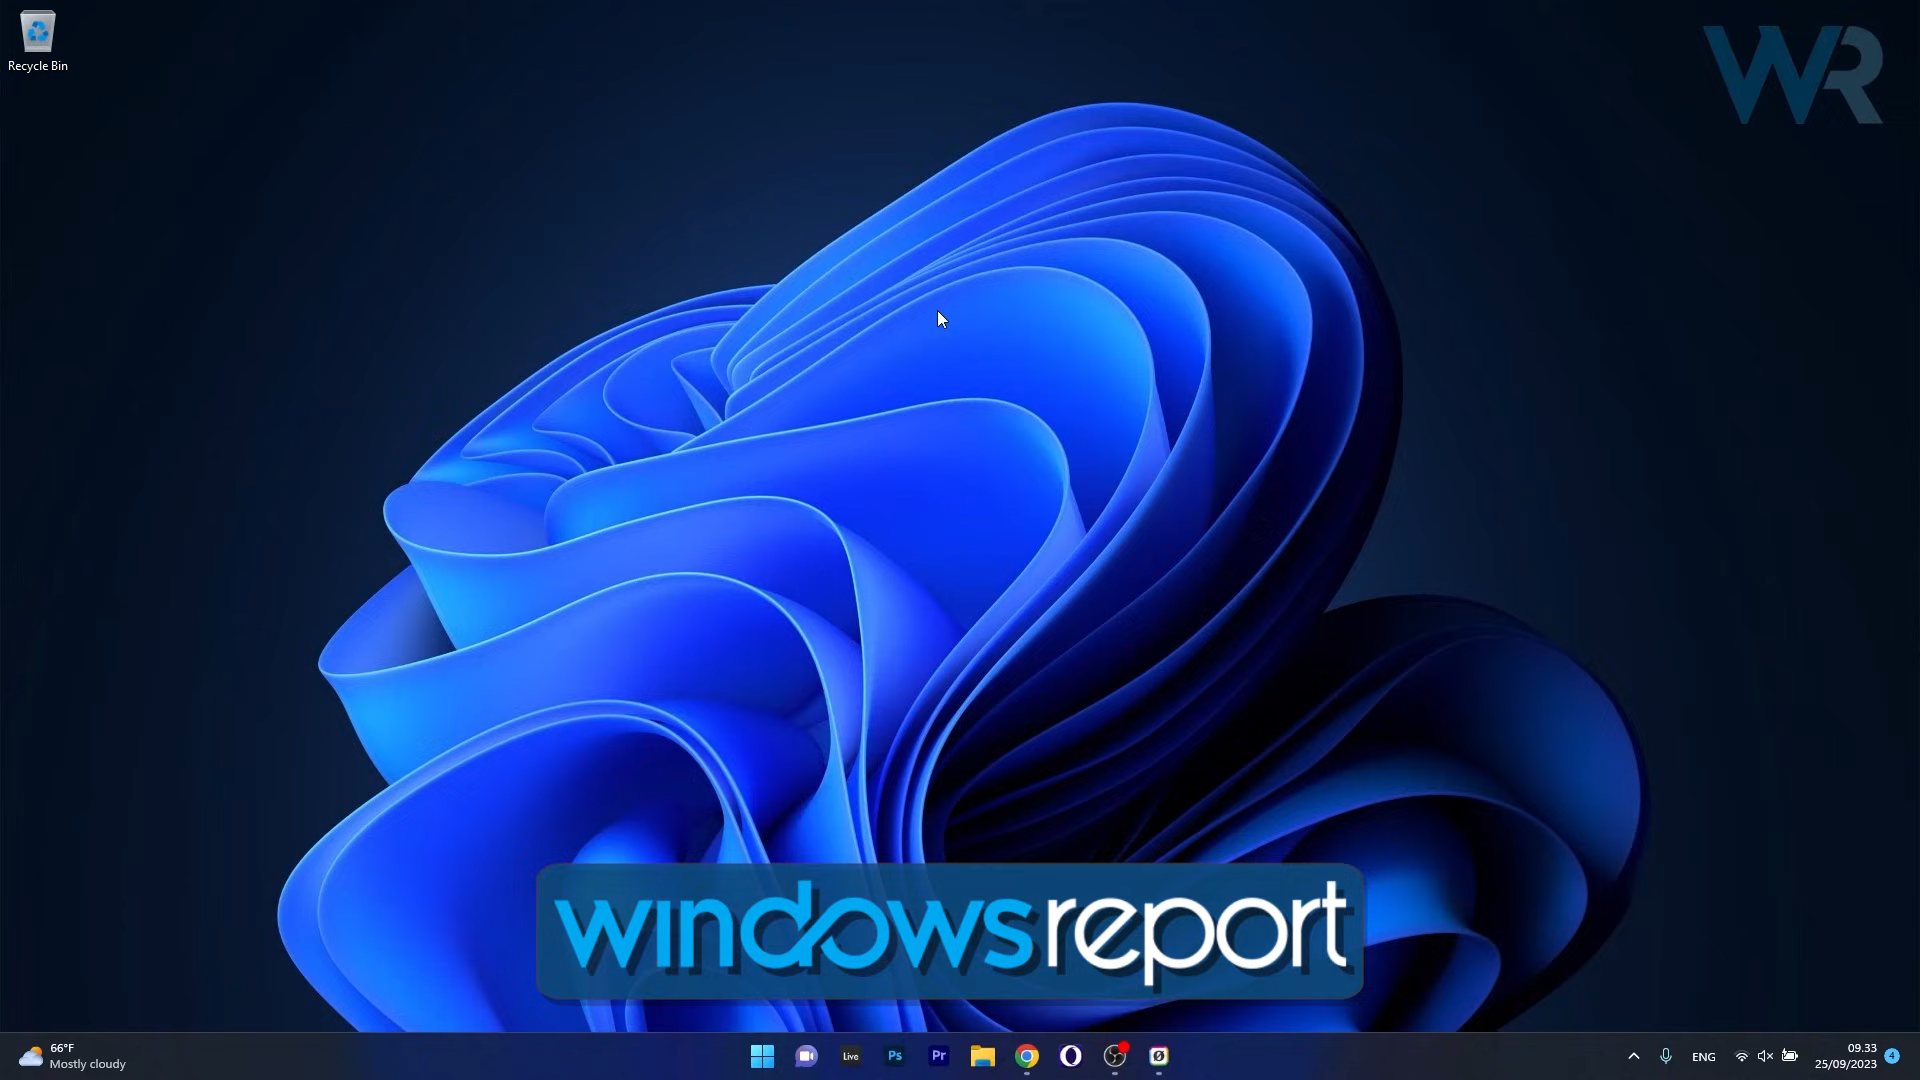 Recycle Bin
WR
windowsreport
66°F
Mostly cloudy
Live
Ps
Pr
ENG
09.33
25/09/2023
4